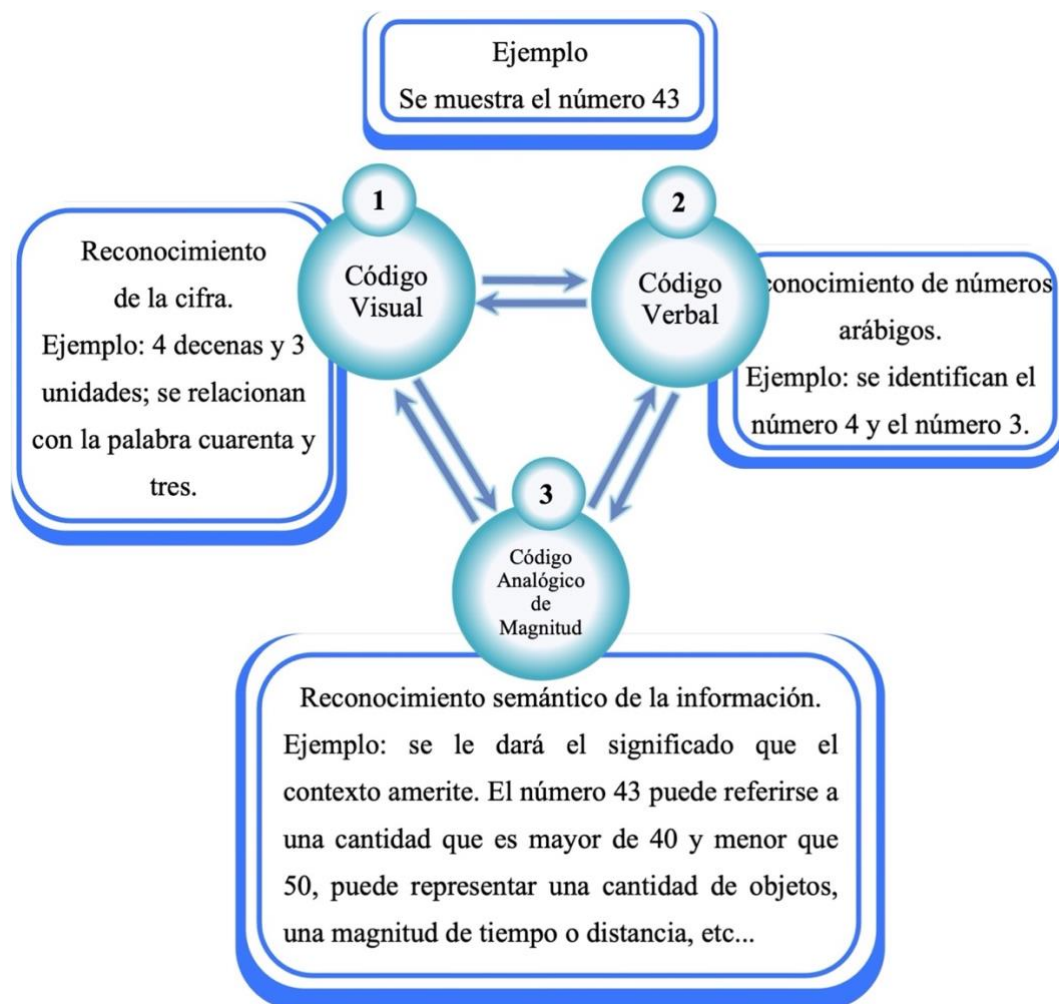 Ejemplo
Se muestra el número 43
1
Código
Visual
Reconocimiento
de la cifra.
Ejemplo: 4 decenas y 3
unidades; se relacionan
con la palabra cuarenta y
tres.
2
Código
Verbal
conocimiento de números
arábigos.
Ejemplo: se identifican el
número 4 y el número 3.
3
Código
Analógico
de
Magnitud
Reconocimiento semántico de la información.
Ejemplo: se le dará el significado que el
contexto amerite. El número 43 puede referirse a
una cantidad que es mayor de 40 y menor que
50, puede representar una cantidad de objetos,
una magnitud de tiempo o distancia, etc...